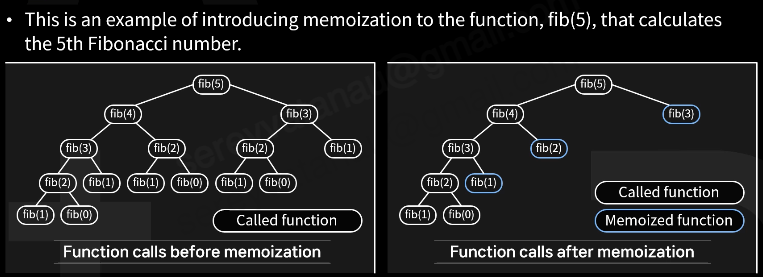 • This is an example of introducing memoization to the function, fib(5), that calculates
the 5th Fibonacci number.
fib(5)
fib(4) fib(3)
fib(3) fib(2) fib(2) fib(1)
fib(2) fib(1) fib(1) fib(0) fib(1) fib(0)
fib(1) fib(0)
Called function
Function calls before memoization
fib(5)
fib(4) fib(3)
fib(3) fib(2)
fib(2) fib(1)
fib(1) fib(0)
Called function
Memoized function
Function calls after memoization